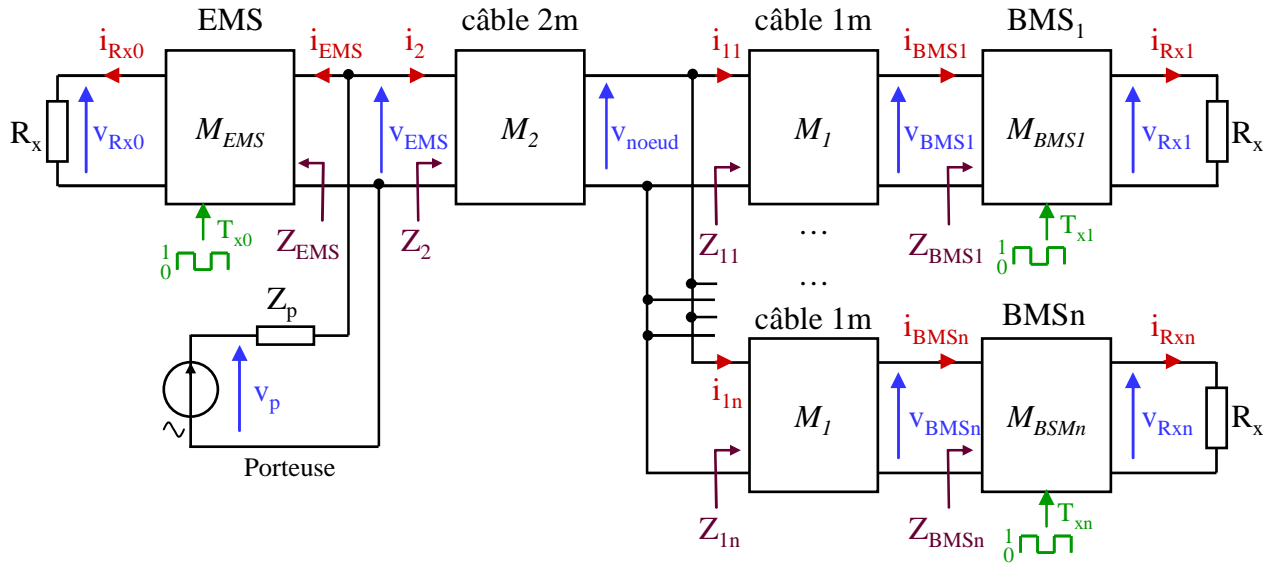 EMS câble 2m câble 1m BMS1
iRx0 iEMS i2 i11 iBMS1 iRx1
Rx vRx0 MEMS vEMS M2 vnoeud M1 vBMS1 MBMS1 vRx1 Rx
1 0 Tx0 ZEMS Z2 Z11 ... ZBMS1 1 0 Tx1
...
Zp câble 1m BMSn
iBMSn iRxn
i1n
vp M1 vBMSn MBSMn vRxn Rx
Porteuse
Z1n ZBMSn 1 0 Txn